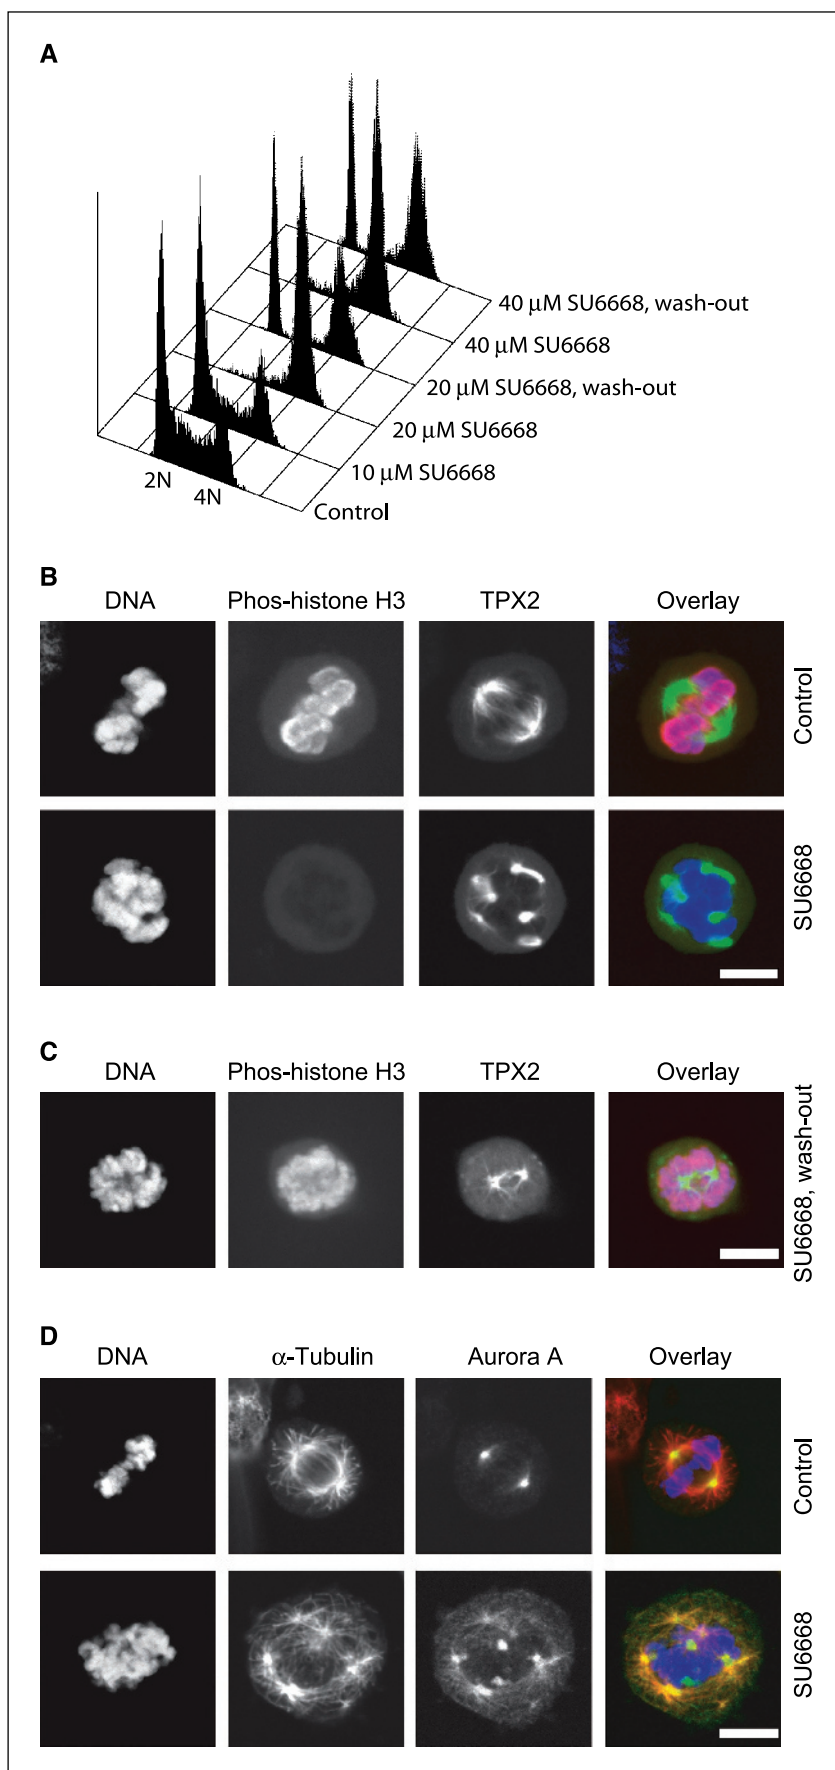 A
40 μM SU6668, wash-out
40 μM SU6668
20 μM SU6668, wash-out
20 μM SU6668
10 μM SU6668
Control
2N
4N
B
DNA Phos-histone H3 TPX2 Overlay
Control
SU6668
C
DNA Phos-histone H3 TPX2 Overlay
SU6668, wash-out
D
DNA α-Tubulin Aurora A Overlay
Control
SU6668